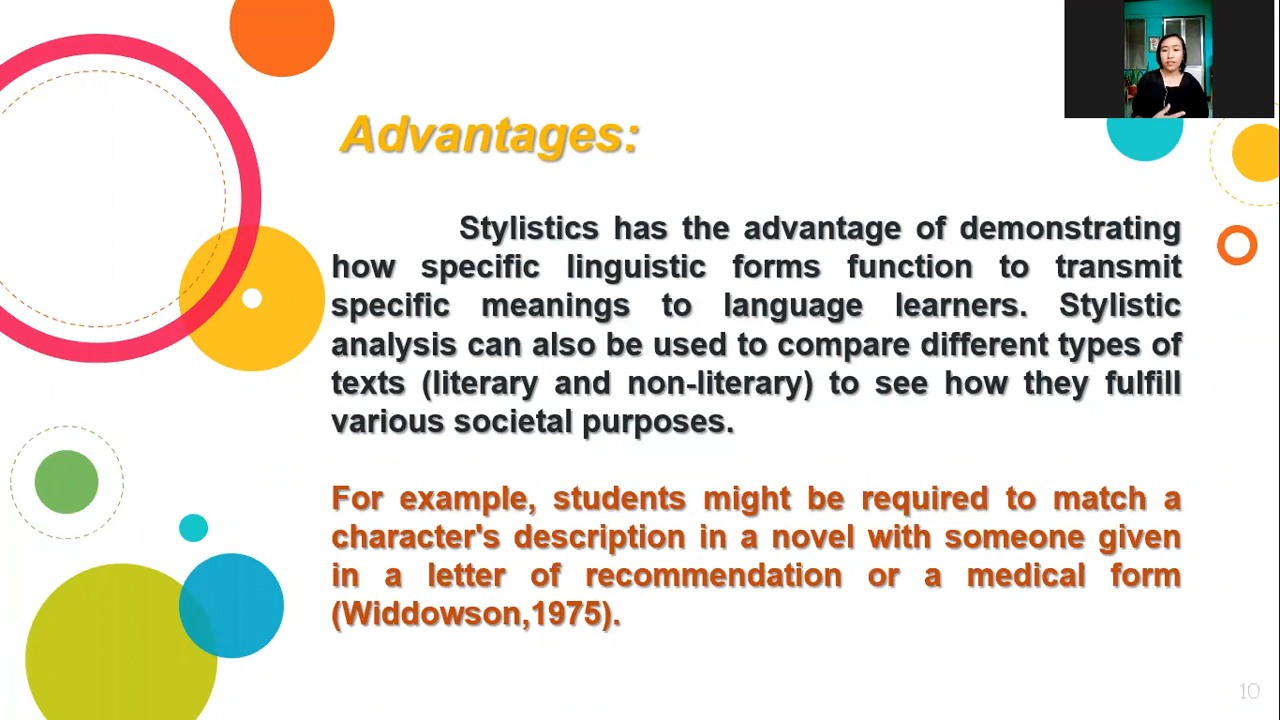 Advantages:
Stylistics has the advantage of demonstrating
how specific linguistic forms function to transmit
specific meanings to language learners. Stylistic
analysis can also be used to compare different types of
texts (literary and non-literary) to see how they fulfill
various societal purposes.
For example, students might be required to match a
character's description in a novel with someone given
in a letter of recommendation or a medical form
(Widdowson,1975).
10